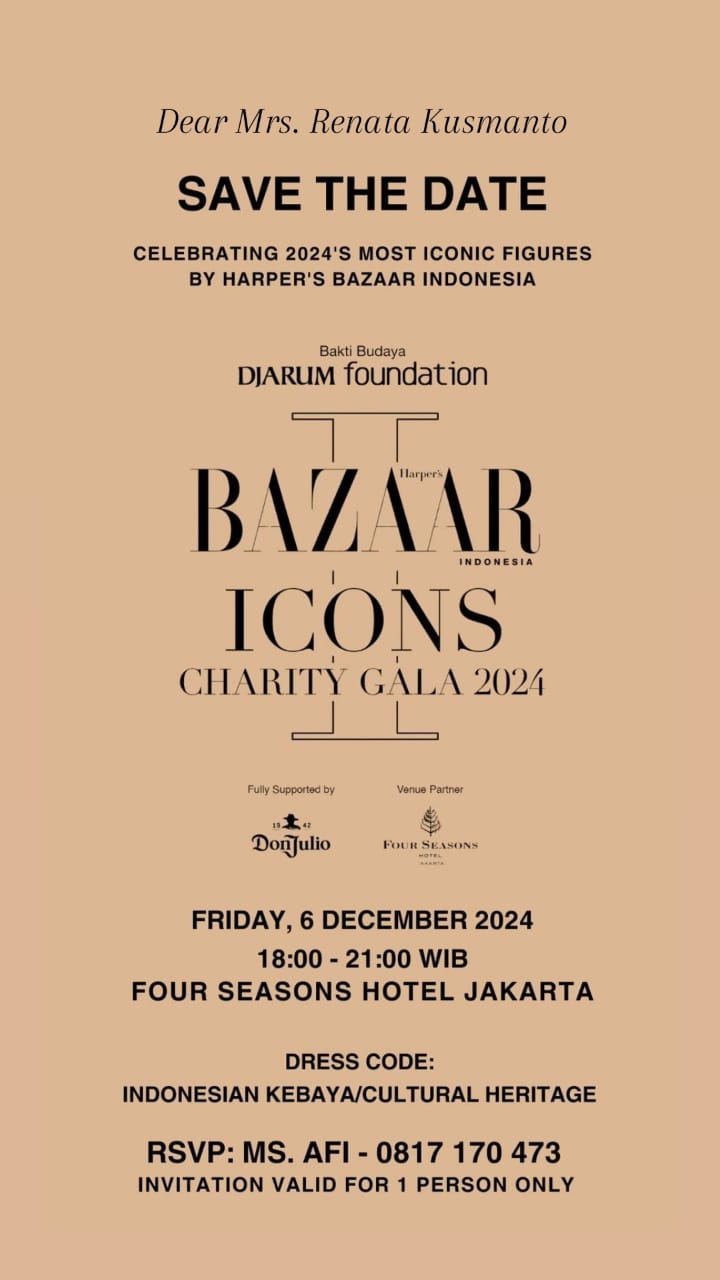 Dear Mrs. Renata Kusmanto
SAVE THE DATE
CELEBRATING 2024'S MOST ICONIC FIGURES
BY HARPER'S BAZAAR INDONESIA
Bakti Budaya
DJARUM foundation
Harper's
BAZAAR
INDONESIA
ICONS
CHARITY GALA 2024
Fully Supported by
Venue Partner
19 42
DonJulio
FOUR SEASONS
HOTEL
JAKARTA
FRIDAY, 6 DECEMBER 2024
18:00 - 21:00 WIB
FOUR SEASONS HOTEL JAKARTA
DRESS CODE:
INDONESIAN KEBAYA/CULTURAL HERITAGE
RSVP: MS. AFI - 0817 170 473
INVITATION VALID FOR 1 PERSON ONLY